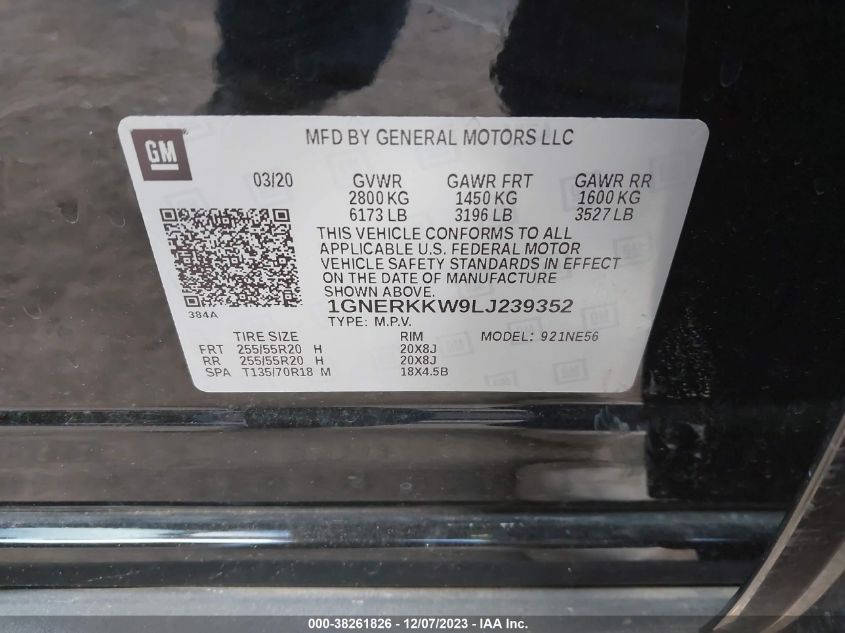 GM
MFD BY GENERAL MOTORS LLC
03/20 GVWR GAWR FRT GAWR RR
2800 KG 1450 KG 1600 KG
6173 LB 3196 LB 3527 LB
THIS VEHICLE CONFORMS TO ALL
APPLICABLE U.S. FEDERAL MOTOR
VEHICLE SAFETY STANDARDS IN EFFECT
ON THE DATE OF MANUFACTURE
SHOWN ABOVE.
384A
1GNERKKW9LJ239352
TYPE: M.P.V.
TIRE SIZE RIM MODEL: 921NE56
FRT 255/55R20 H 20X8J
RR 255/55R20 H 20X8J
SPA T135/70R18 M 18X4.5B
000-38261826 - 12/07/2023 - IAA Inc.